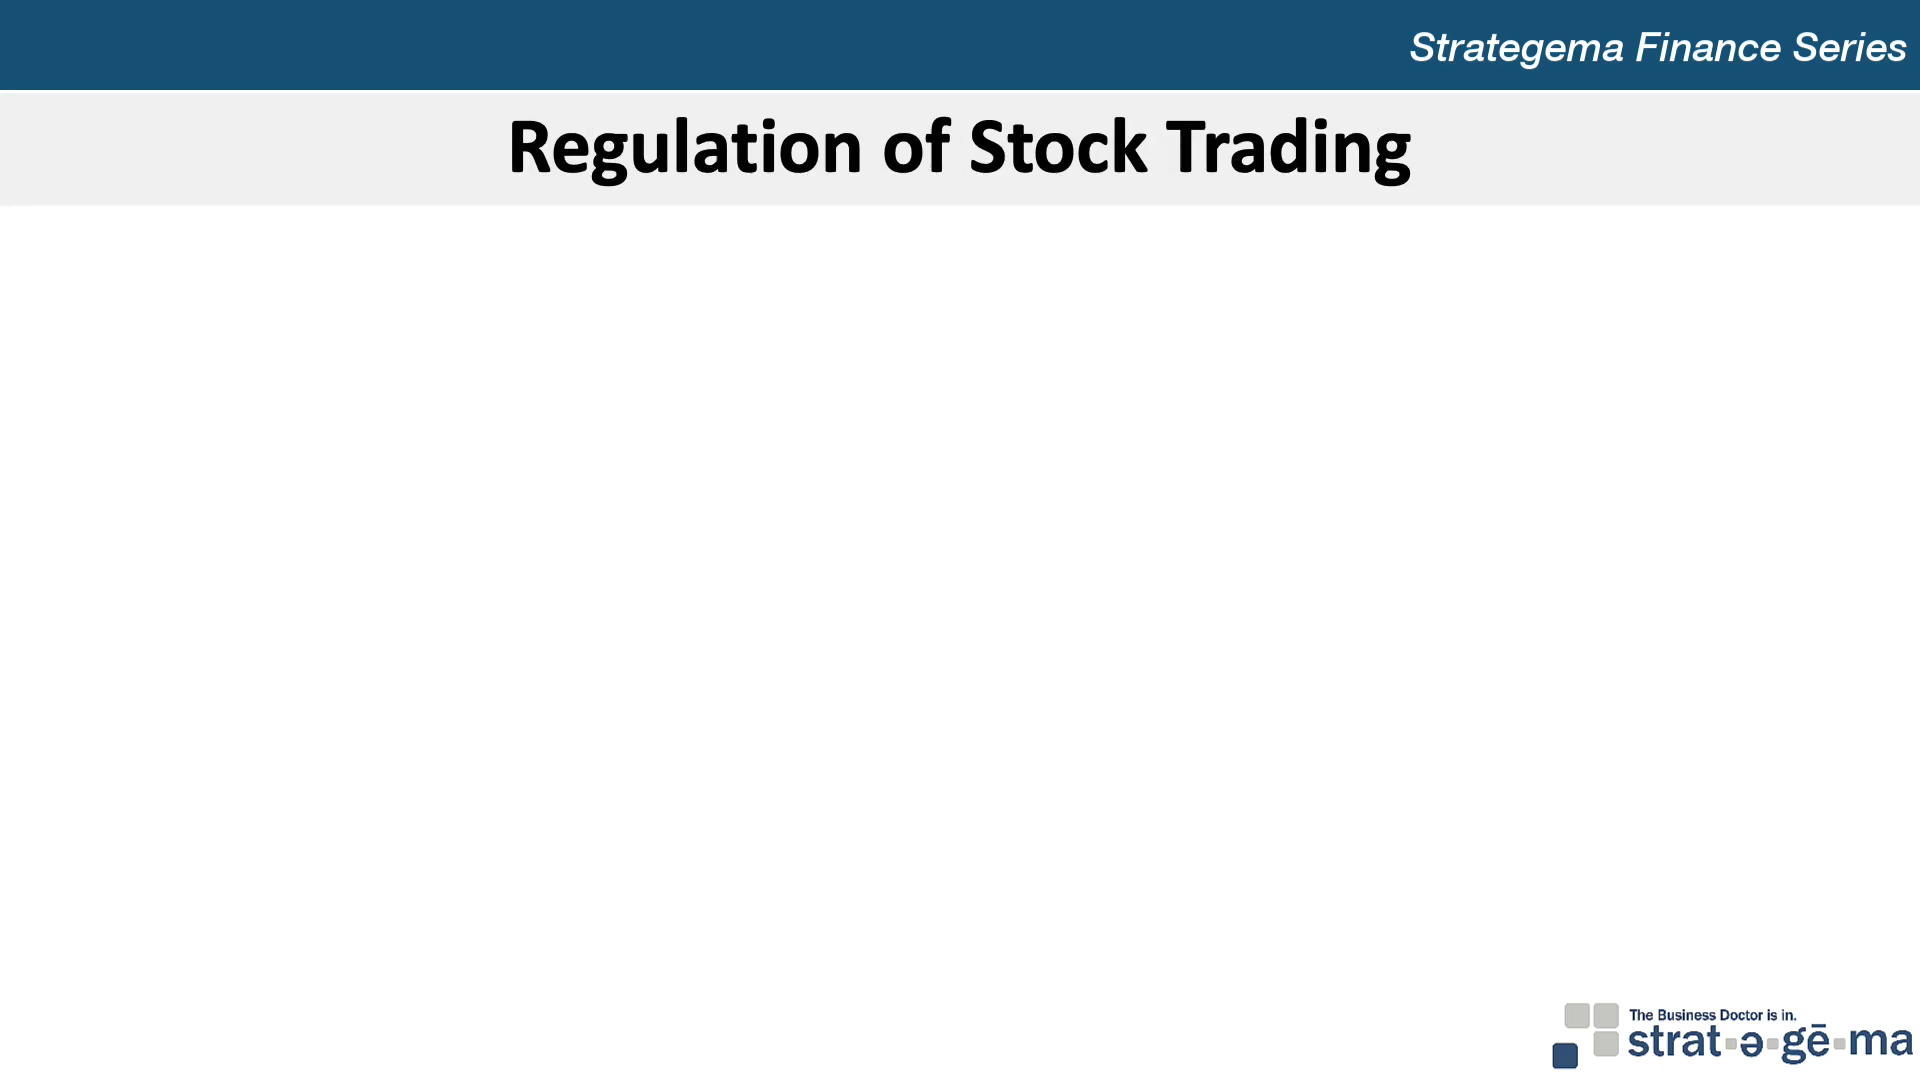 Strategema Finance Series
Regulation of Stock Trading
The Business Doctor is in.
strat▪ə▪gē▪ma